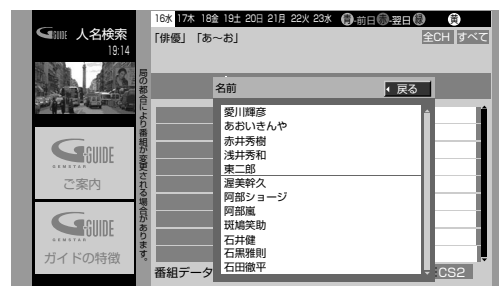 G-GUIDE 人名検索
19:14
16水 17木 18金 19土 20日 21月 22火 23水 青-前日 赤-翌日 緑 黄
「俳優」「あ～お」
全CH すべて
局の都合により番組が変更される場合があります。
名前
戻る
愛川輝彦
あおいきんや
赤井秀樹
浅井秀和
東二郎
渥美幹久
阿部ショージ
阿部嵐
斑鳩笑助
石井健
石黒雅則
石田徹平
G-GUIDE
GEMSTAR
ご案内
G-GUIDE
GEMSTAR
ガイドの特徴
番組データ
CS2